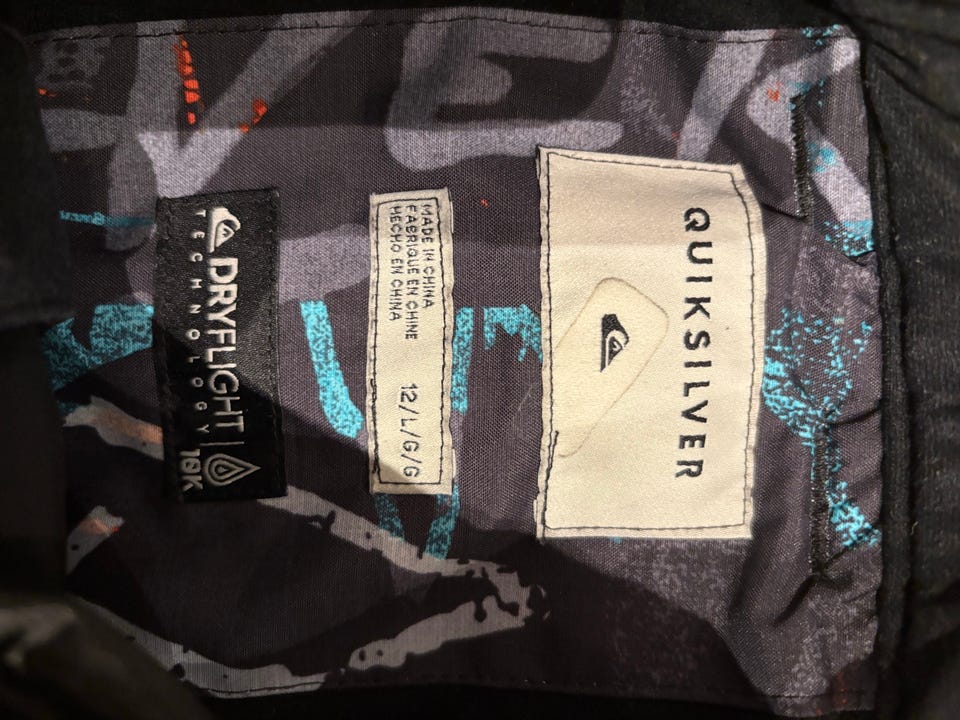 QUIKSILVER
MADE IN CHINA
FABRIQUE EN CHINE
HECHO EN CHINA
12/L/G/G
DRYFLIGHT 10K
TECHNOLOGY